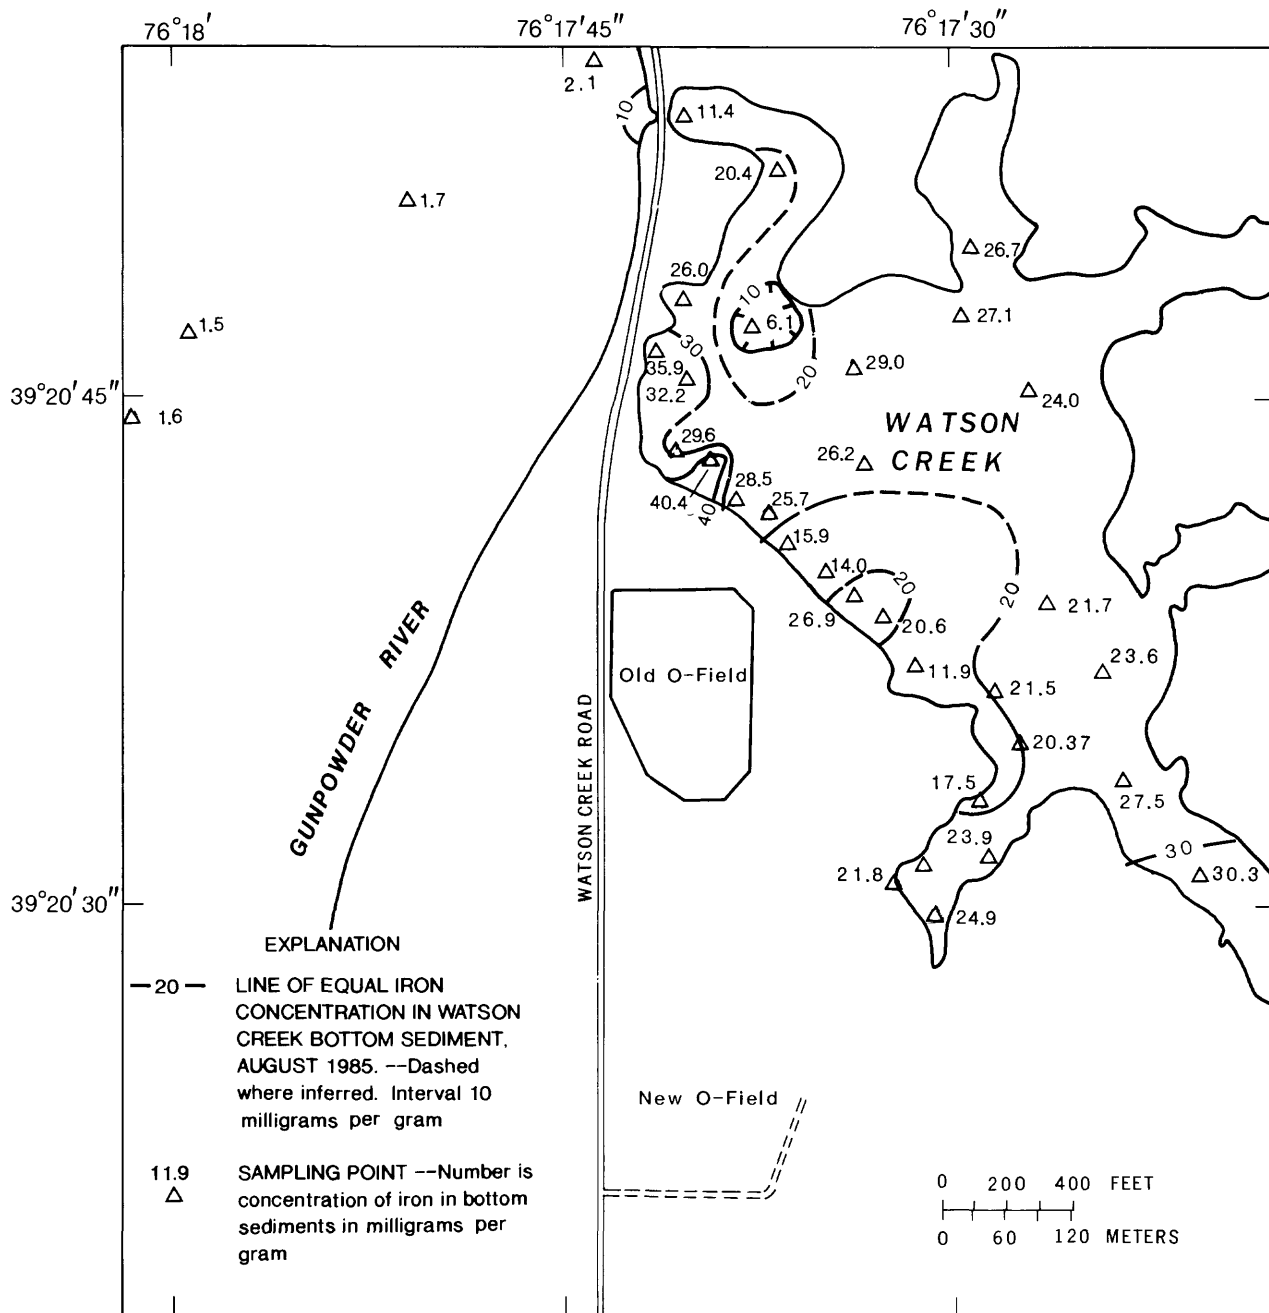 76°18'
76°17'45"
76°17'30"
2.1
10
11.4
20.4
1.7
26.7
26.0
10
6.1
27.1
1.5
30
35.9
29.0
20
32.2
39°20'45"
24.0
1.6
WATSON
CREEK
29.6
26.2
28.5
40.4
40
25.7
15.9
14.0
20
20
21.7
26.9
20.6
GUNPOWDER RIVER
11.9
23.6
Old O-Field
21.5
20.37
WATSON CREEK ROAD
17.5
27.5
23.9
30
21.8
30.3
39°20'30"
24.9
EXPLANATION
20
LINE OF EQUAL IRON
CONCENTRATION IN WATSON
CREEK BOTTOM SEDIMENT,
AUGUST 1985. --Dashed
where inferred. Interval 10
milligrams per gram
New O-Field
11.9
SAMPLING POINT --Number is
concentration of iron in bottom
sediments in milligrams per
gram
0 200 400 FEET
0 60 120 METERS